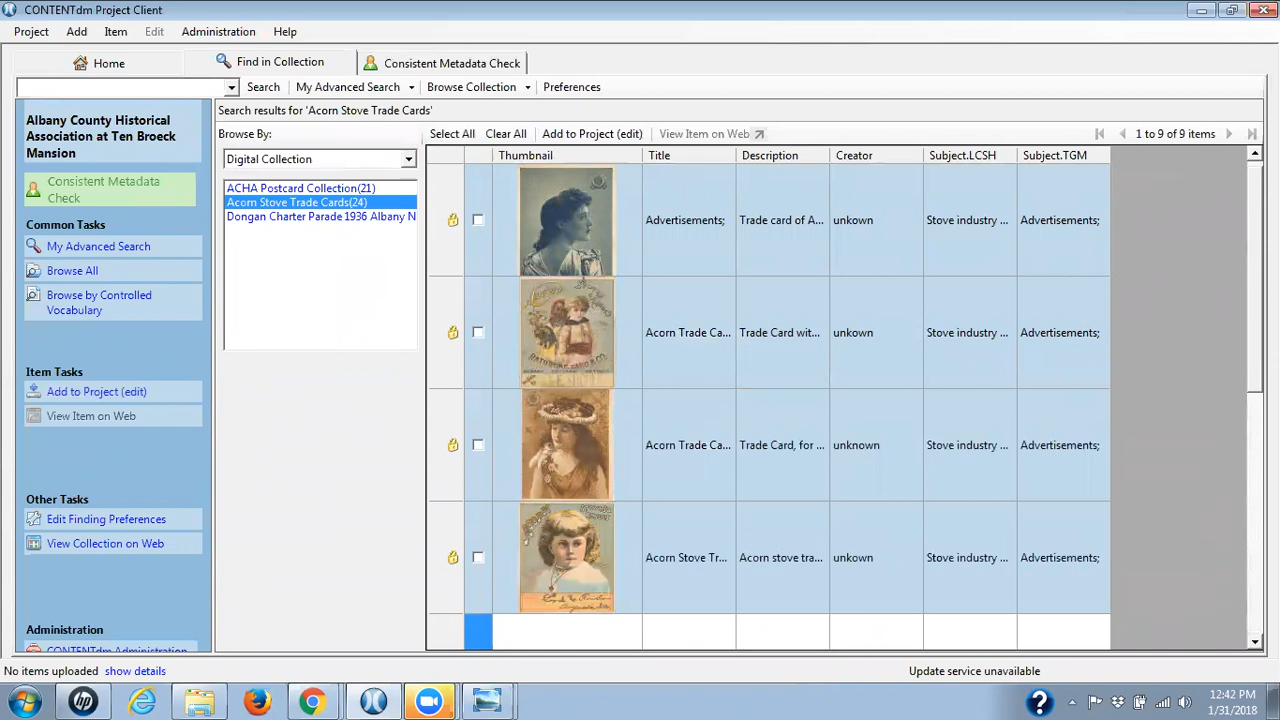 CONTENTdm Project Client
Project Add Item Edit Administration Help
Home Find in Collection Consistent Metadata Check
Search My Advanced Search Browse Collection Preferences
Albany County Historical
Association at Ten Broeck
Mansion
Consistent Metadata
Check
Common Tasks
My Advanced Search
Browse All
Browse by Controlled
Vocabulary
Item Tasks
Add to Project (edit)
View Item on Web
Other Tasks
Edit Finding Preferences
View Collection on Web
Administration
CONTENTdm Administration
Search results for 'Acorn Stove Trade Cards'
Browse By:
Digital Collection
ACHA Postcard Collection(21)
Acorn Stove Trade Cards(24)
Dongan Charter Parade 1936 Albany N
Select All Clear All Add to Project (edit) View Item on Web 1 to 9 of 9 items
Thumbnail Title Description Creator Subject.LCSH Subject.TGM
Advertisements; Trade card of A... unkown Stove industry ... Advertisements;
Acorn Trade Ca... Trade Card wit... unkown Stove industry ... Advertisements;
Acorn Trade Ca... Trade Card, for ... unknown Stove industry ... Advertisements;
Acorn Stove Tr... Acorn stove tra... unkown Stove industry ... Advertisements;
No items uploaded show details Update service unavailable
12:42 PM
1/31/2018